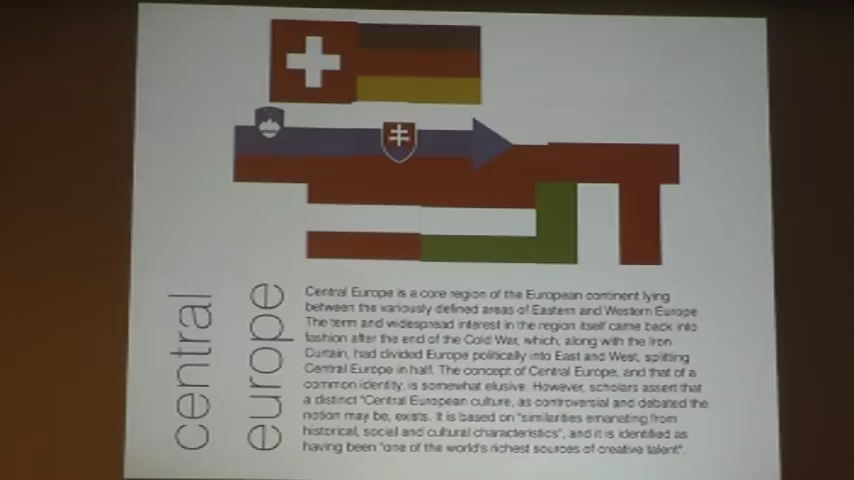 central
europe
Central Europe is a core region of the European continent lying
between the variously defined areas of Eastern and Western Europe.
The term and widespread interest in the region itself came back into
fashion after the end of the Cold War, which, along with the Iron
Curtain, had divided Europe politically into East and West, splitting
Central Europe in half. The concept of Central Europe, and that of a
common identity, is somewhat elusive. However, scholars assert that
a distinct "Central European culture, as controversial and debated the
notion may be, exists. It is based on "similarities emanating from
historical, social and cultural characteristics", and it is identified as
having been "one of the world's richest sources of creative talent".